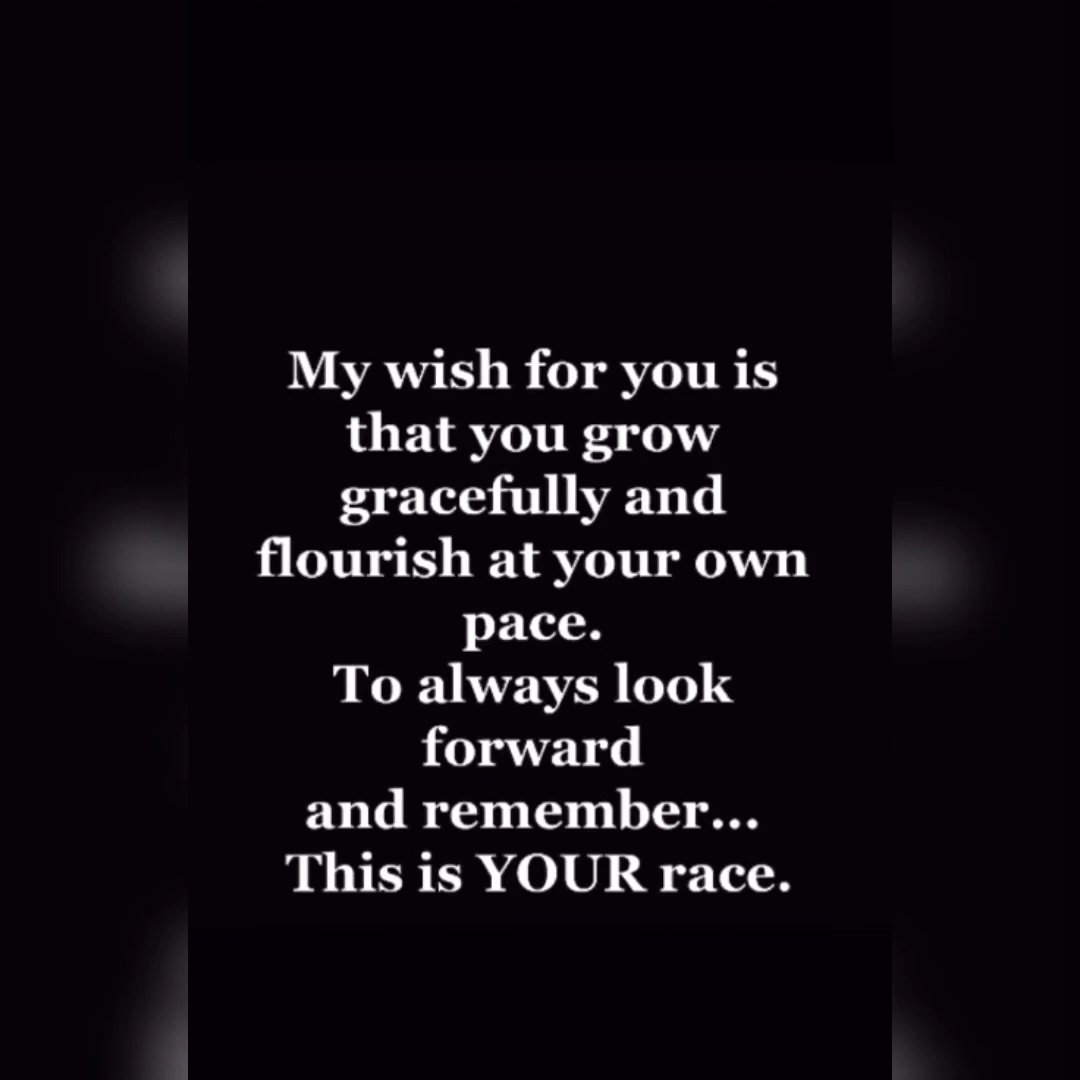 My wish for you is
that you grow
gracefully and
flourish at your own
pace.
To always look
forward
and remember...
This is YOUR race.